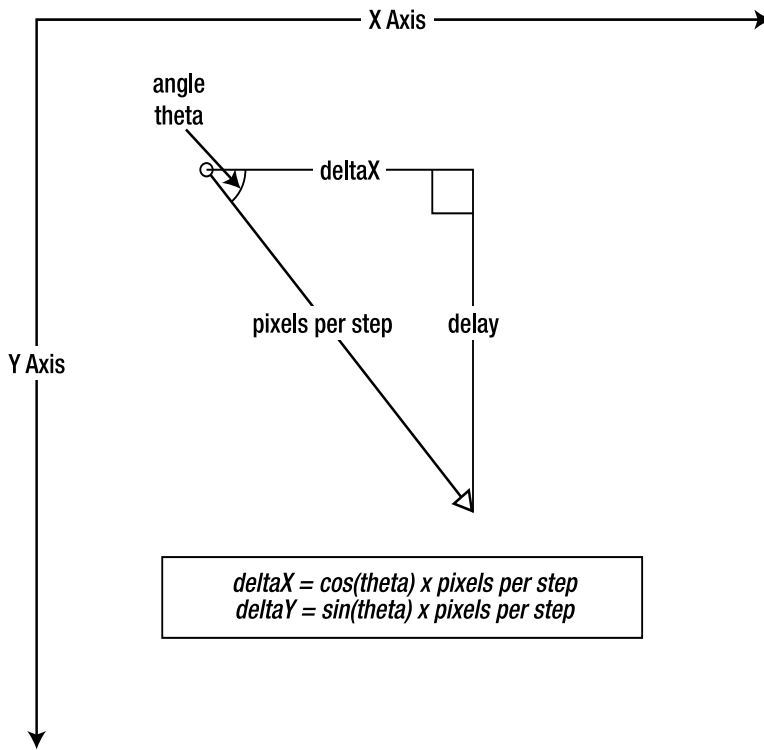 X Axis
angle
theta
deltaX
pixels per step
delay
Y Axis
deltaX = cos(theta) x pixels per step
deltaY = sin(theta) x pixels per step